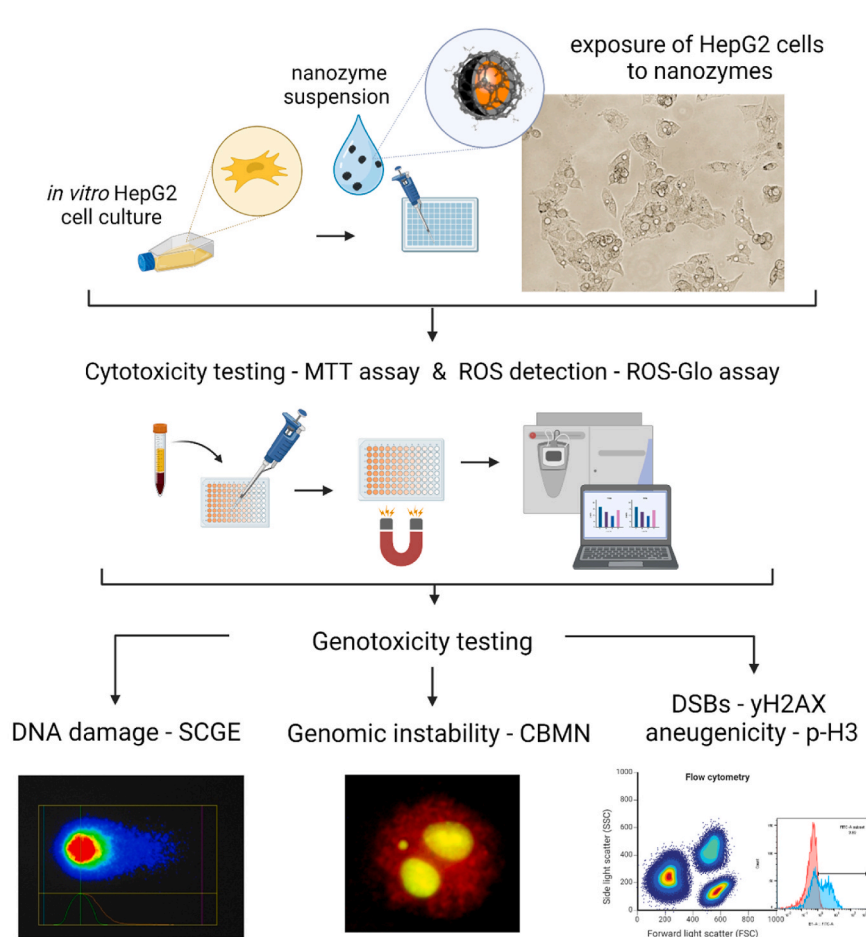 exposure of HepG2 cells
to nanozymes
nanozyme
suspension
in vitro HepG2
cell culture
Cytotoxicity testing - MTT assay & ROS detection - ROS-Glo assay
Genotoxicity testing
DNA damage - SCGE
Genomic instability - CBMN
DSBs - yH2AX
aneugenicity - p-H3
Flow cytometry
Side light scatter (SSC)
1000
800
600
400
200
0
0 200 400 600 800 1000
Forward light scatter (FSC)
Count